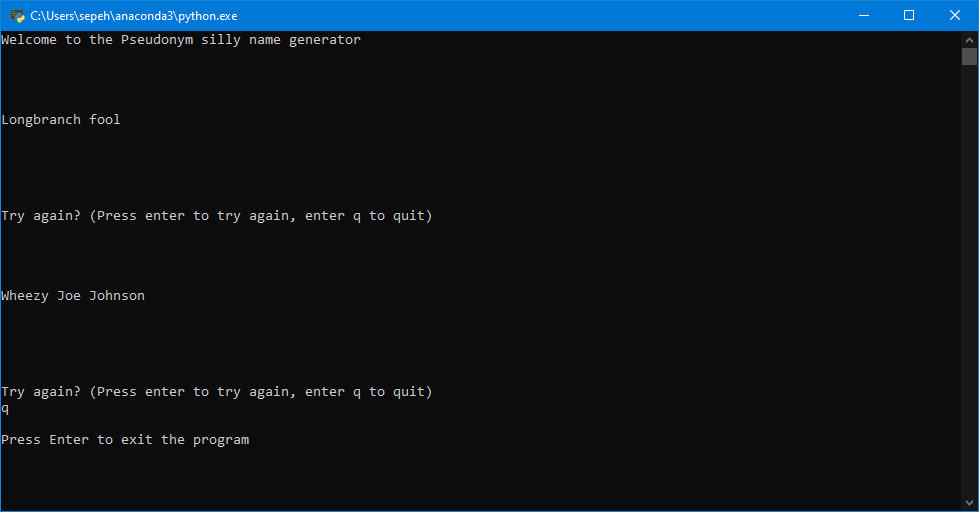 C:\Users\sepeh\anaconda3\python.exe
Welcome to the Pseudonym silly name generator
Longbranch fool
Try again? (Press enter to try again, enter q to quit)
Wheezy Joe Johnson
Try again? (Press enter to try again, enter q to quit)
q
Press Enter to exit the program